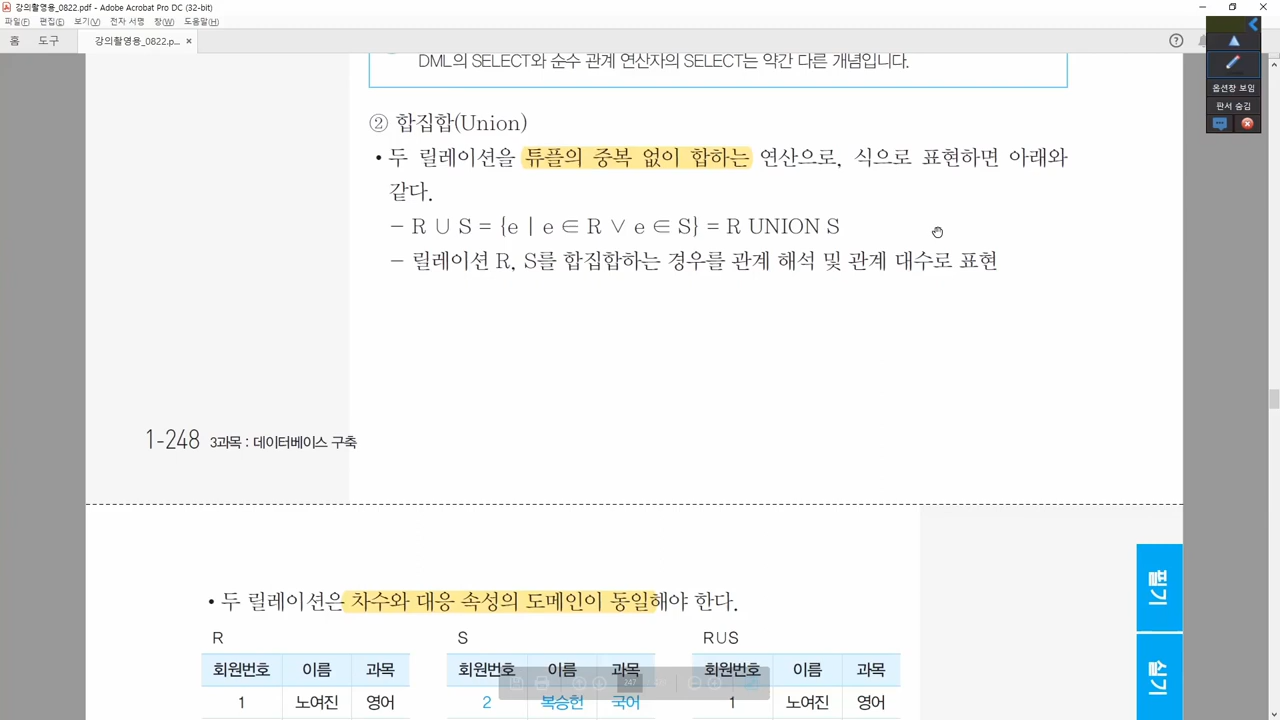 강의촬영용_0822.pdf - Adobe Acrobat Pro DC (32-bit)
파일(F) 편집(E) 보기(V) 전자 서명 창(W) 도움말(H)
홈 도구 강의촬영용_0822.p... ×
옵션창 보임
판서 숨김
DML의 SELECT와 순수 관계 연산자의 SELECT는 약간 다른 개념입니다.
② 합집합(Union)
• 두 릴레이션을 튜플의 중복 없이 합하는 연산으로, 식으로 표현하면 아래와
같다.
– R ∪ S = {e | e ∈ R ∨ e ∈ S} = R UNION S
– 릴레이션 R, S를 합집합하는 경우를 관계 해석 및 관계 대수로 표현
1-248 3과목 : 데이터베이스 구축
필기
• 두 릴레이션은 차수와 대응 속성의 도메인이 동일해야 한다.
실기
R S R∪S
회원번호 이름 과목 회원번호 이름 과목 회원번호 이름 과목
247
1 노여진 영어 2 복승헌 국어 1 노여진 영어